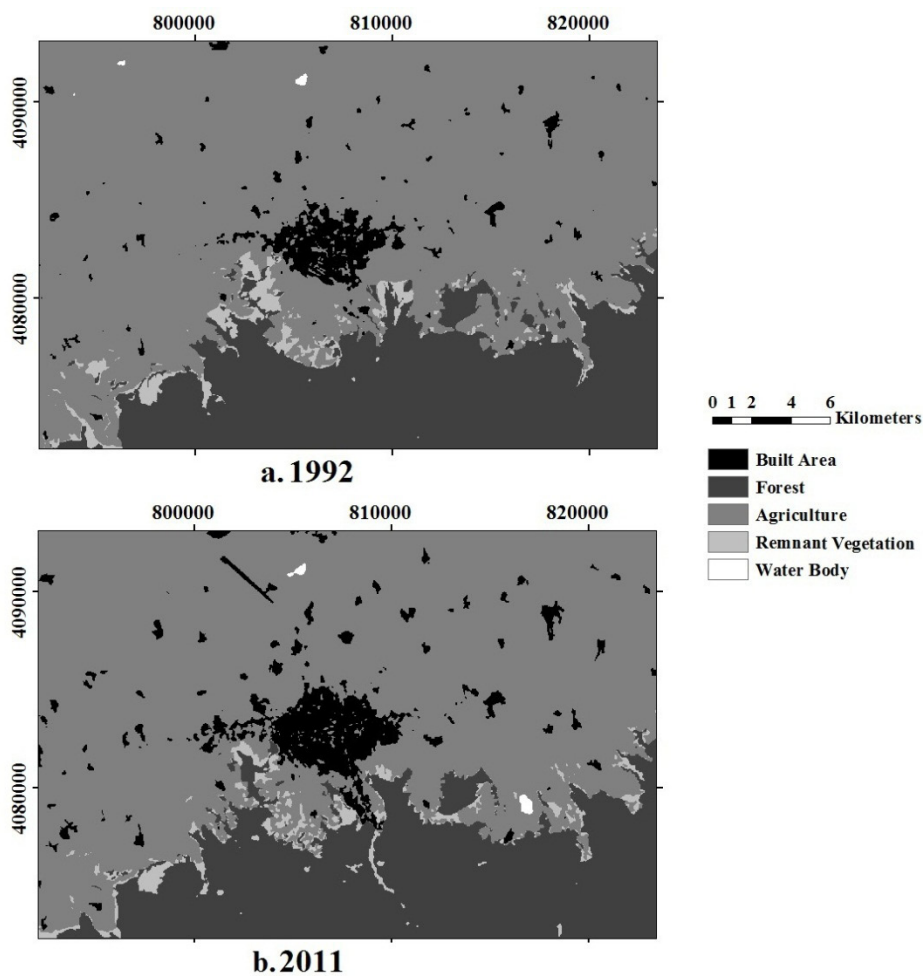 800000 810000 820000
4090000
4080000
a. 1992
0 1 2 4 6
Kilometers
Built Area
Forest
Agriculture
Remnant Vegetation
Water Body
800000 810000 820000
4090000
4080000
b. 2011